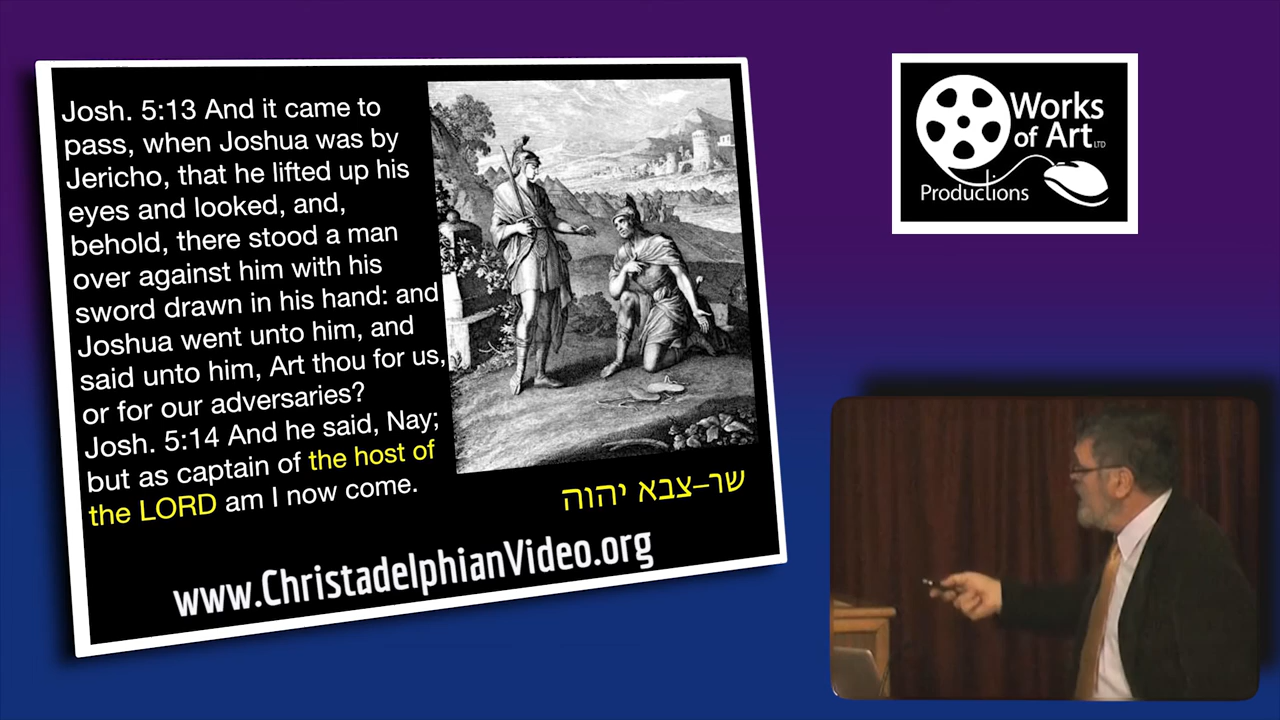 Josh. 5:13 And it came to
pass, when Joshua was by
Jericho, that he lifted up his
eyes and looked, and,
behold, there stood a man
over against him with his
sword drawn in his hand: and
Joshua went unto him, and
said unto him, Art thou for us,
or for our adversaries?
Josh. 5:14 And he said, Nay;
but as captain of the host of
the LORD am I now come.
שר–צבא יהוה
www.ChristadelphianVideo.org
Works
of Art LTD
Productions